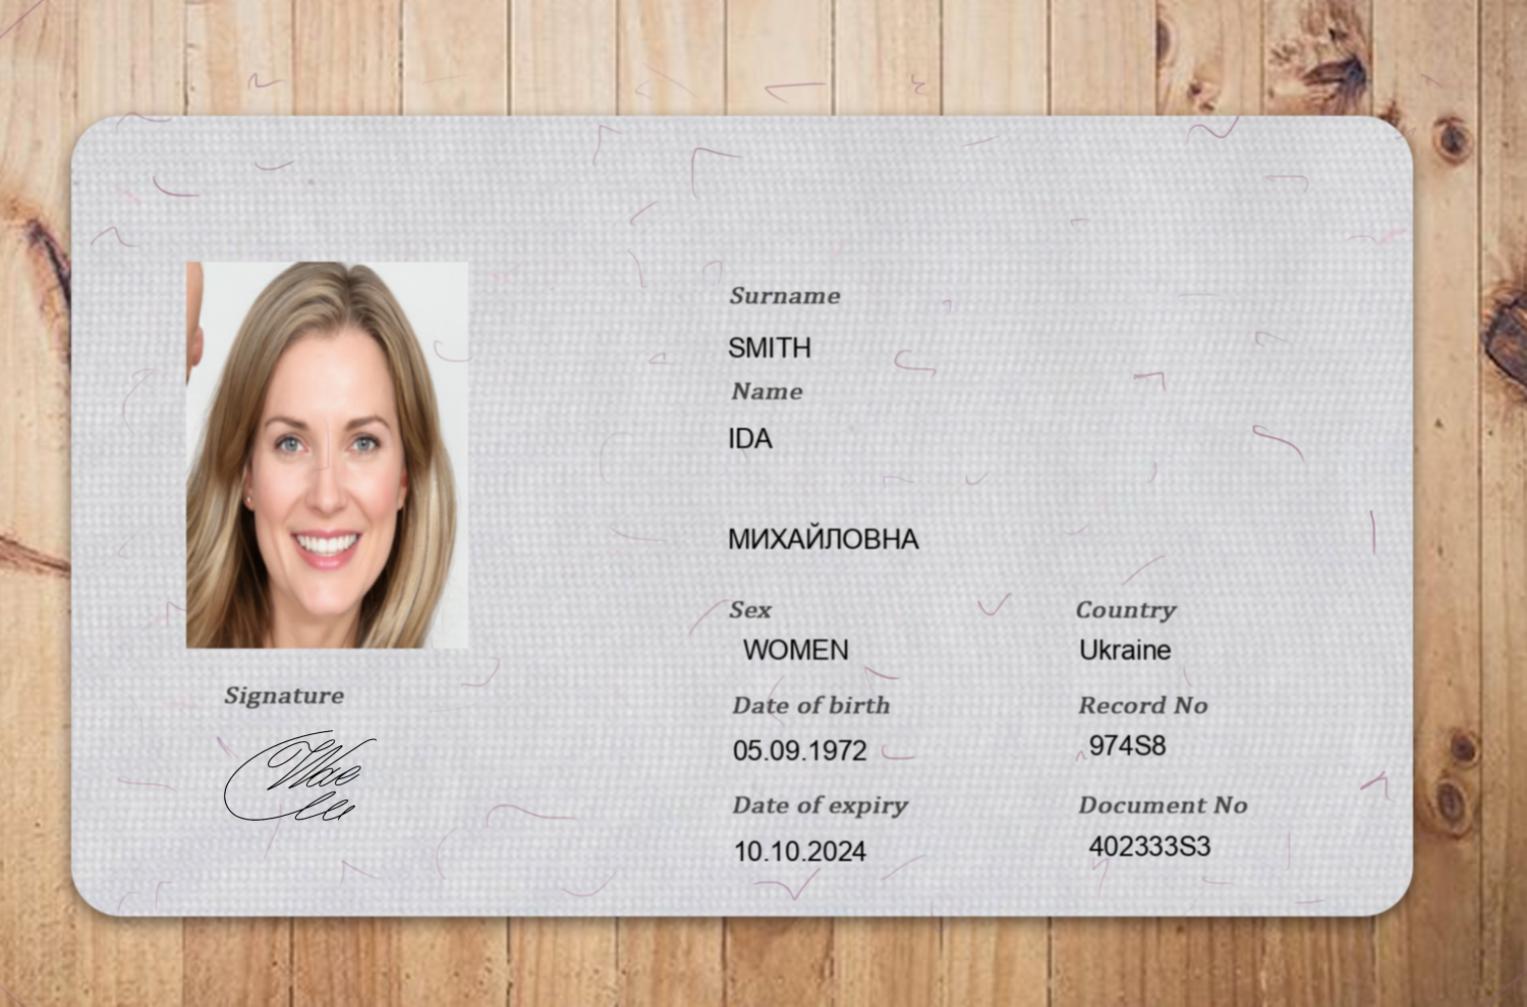 Surname
SMITH
Name
IDA
МИХАЙЛОВНА
Sex
Country
WOMEN
Ukraine
Date of birth
Record No
05.09.1972
974S8
Date of expiry
Document No
10.10.2024
402333S3
Signature